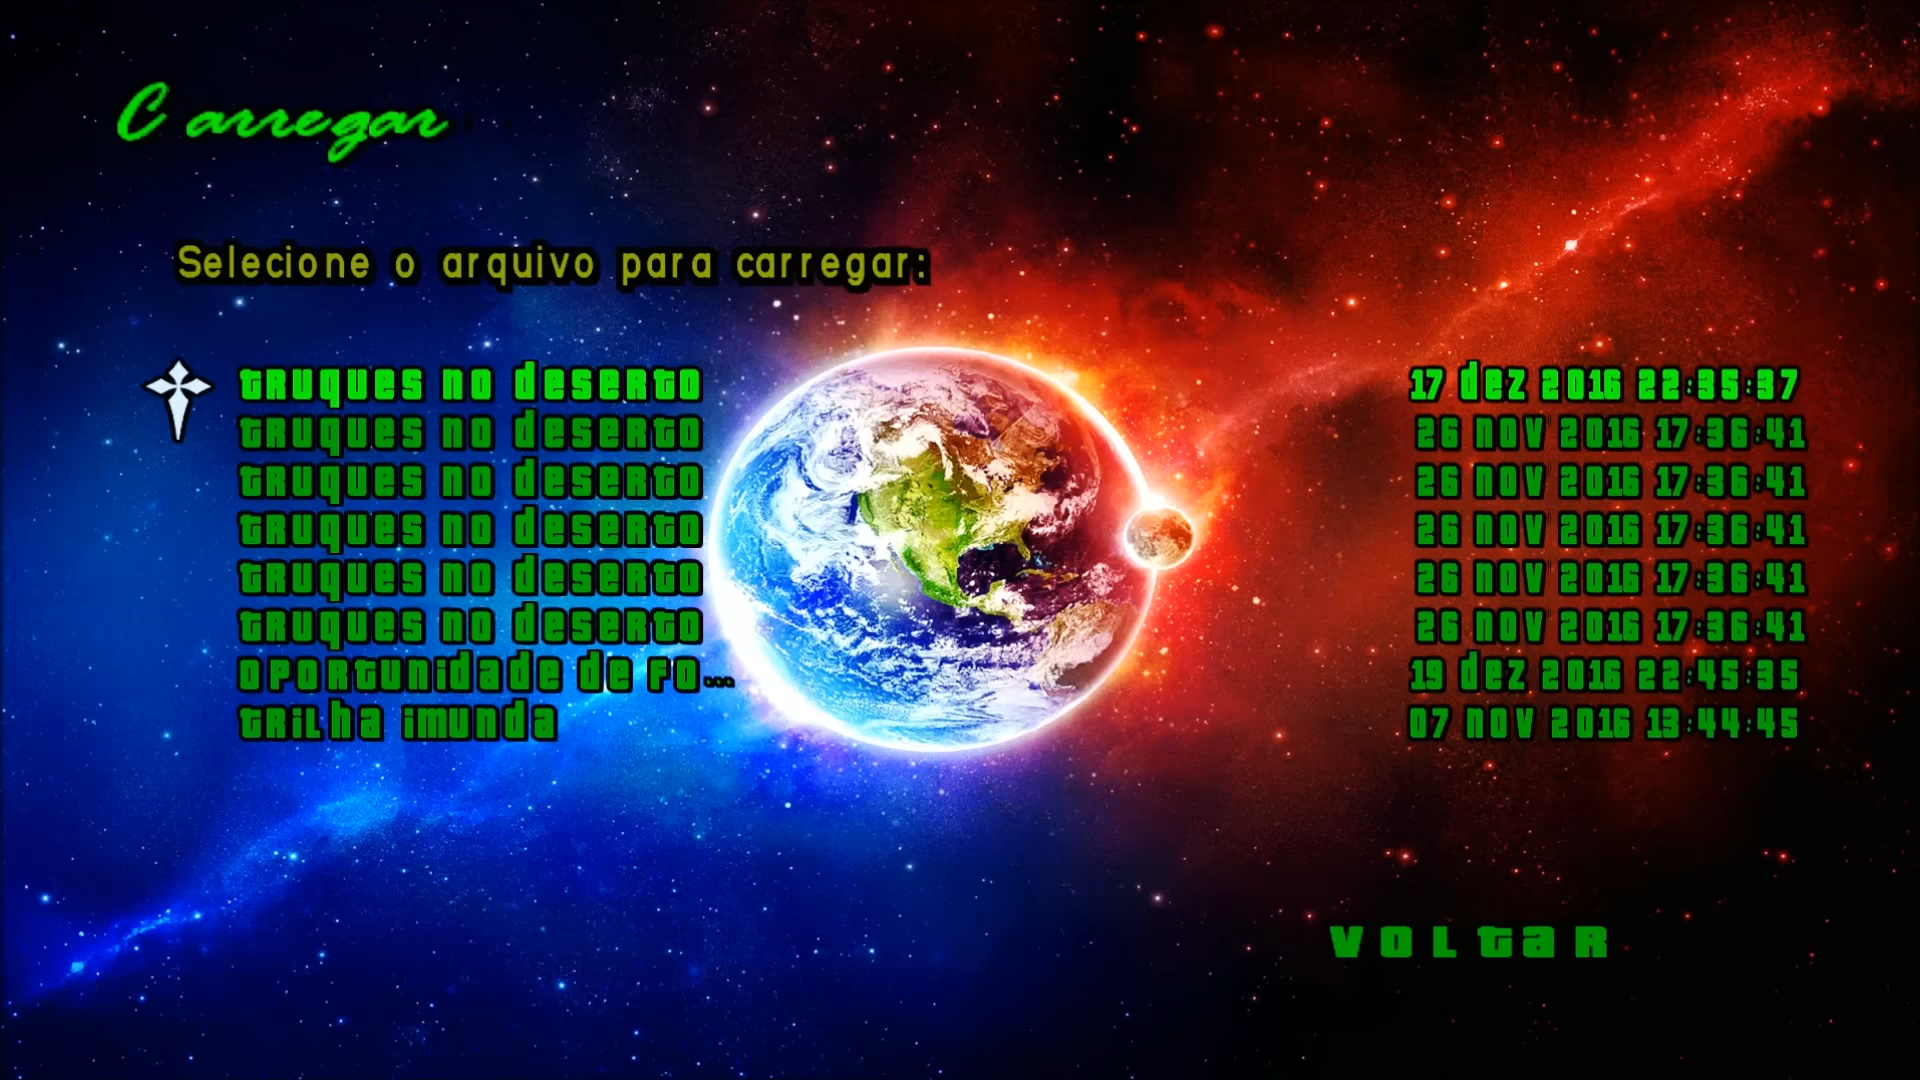 Carregar
Selecione o arquivo para carregar:
truques no deserto 17 dez 2016 22:35:37
truques no deserto 26 nov 2016 17:36:41
truques no deserto 26 nov 2016 17:36:41
truques no deserto 26 nov 2016 17:36:41
truques no deserto 26 nov 2016 17:36:41
truques no deserto 26 nov 2016 17:36:41
oportunidade de fo... 19 dez 2016 22:45:35
trilha imunda 07 nov 2016 13:44:45
voltar